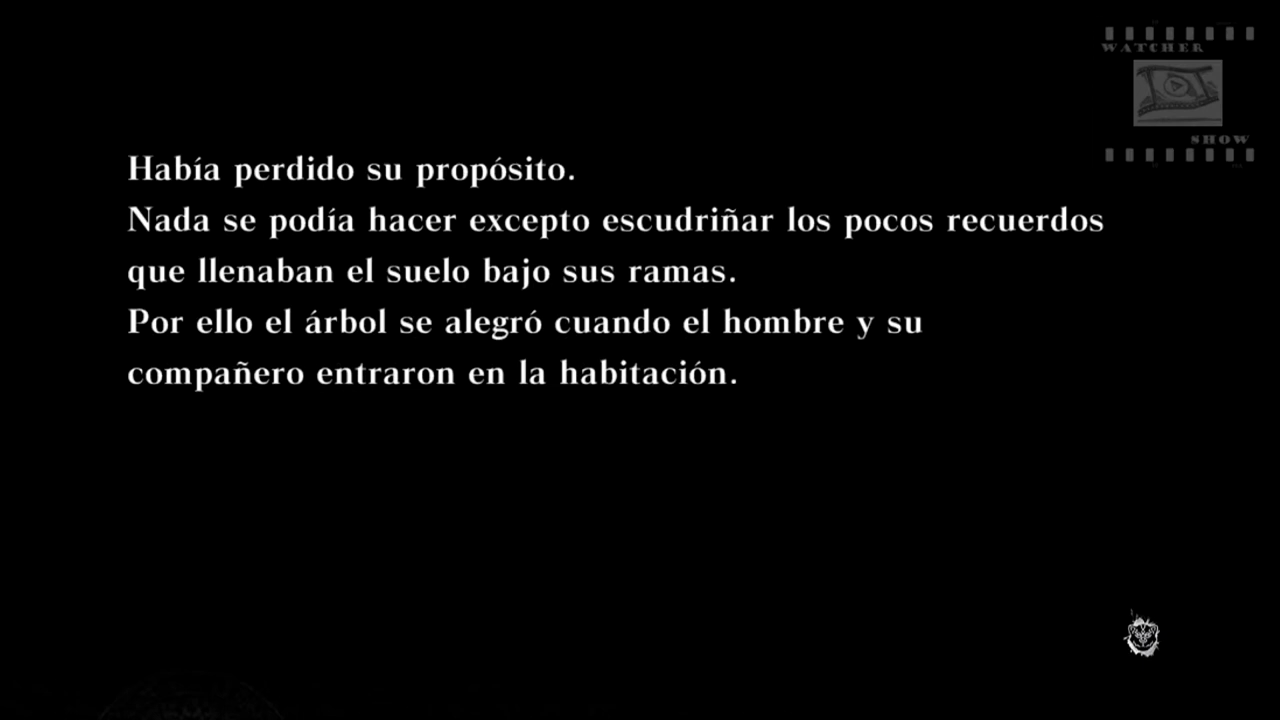 WATCHER
SHOW
Había perdido su propósito.
Nada se podía hacer excepto escudriñar los pocos recuerdos
que llenaban el suelo bajo sus ramas.
Por ello el árbol se alegró cuando el hombre y su
compañero entraron en la habitación.